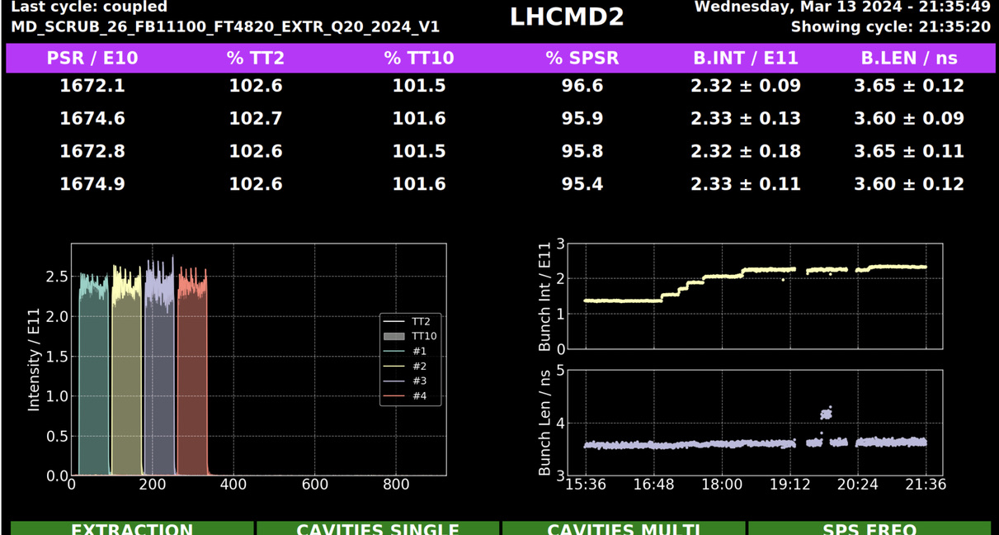 Last cycle: coupled
MD_SCRUB_26_FB11100_FT4820_EXTR_Q20_2024_V1
LHCMD2
Wednesday, Mar 13 2024 - 21:35:49
Showing cycle: 21:35:20
PSR / E10 % TT2 % TT10 % SPSR B.INT / E11 B.LEN / ns
1672.1 102.6 101.5 96.6 2.32 ± 0.09 3.65 ± 0.12
1674.6 102.7 101.6 95.9 2.33 ± 0.13 3.60 ± 0.09
1672.8 102.6 101.5 95.8 2.32 ± 0.18 3.65 ± 0.11
1674.9 102.6 101.6 95.4 2.33 ± 0.11 3.60 ± 0.12
Intensity / E11
2.5
2.0
1.5
1.0
0.5
0.0
0 200 400 600 800
TT2
TT10
#1
#2
#3
#4
Bunch Int / E11
3
2
1
0
Bunch Len / ns
5
4
3
15:36 16:48 18:00 19:12 20:24 21:36
EXTRACTION CAVITIES SINGLE CAVITIES MULTI SPS FREQ